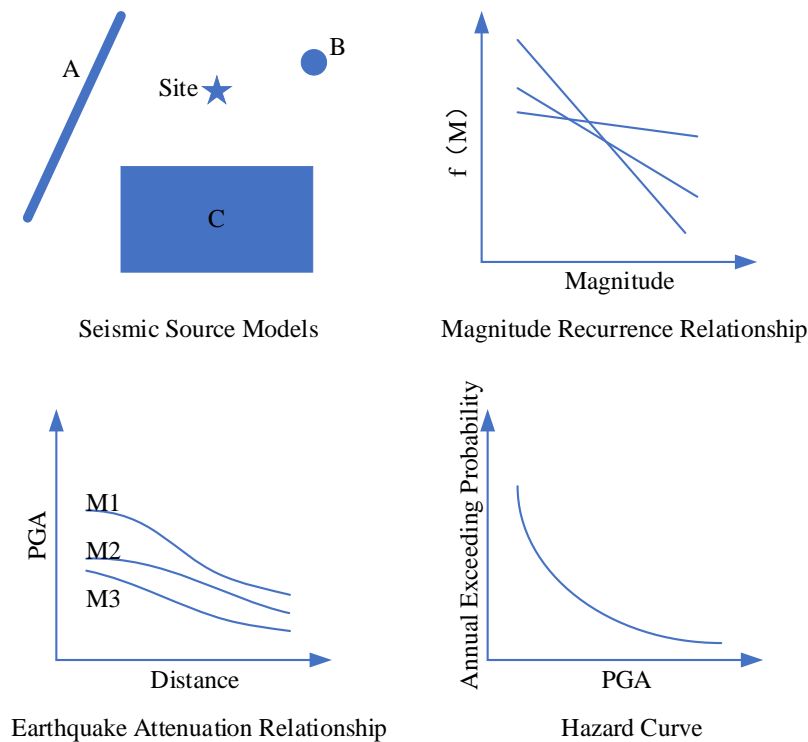 A
B
Site
C
Seismic Source Models
f（M）
Magnitude
Magnitude Recurrence Relationship
PGA
M1
M2
M3
Distance
Earthquake Attenuation Relationship
Annual Exceeding Probability
PGA
Hazard Curve